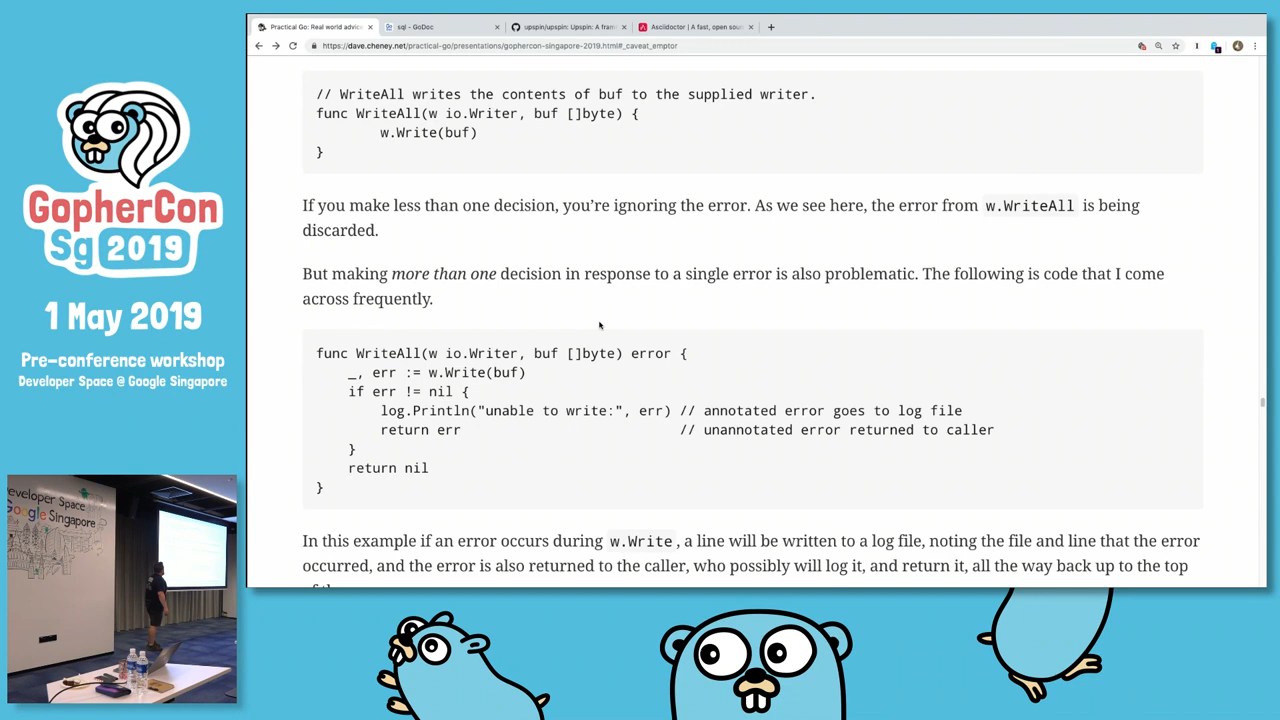 Practical Go: Real world advice
sql - GoDoc
upspin/upspin: Upspin: A fram
Asciidoctor | A fast, open sour
https://dave.cheney.net/practical-go/presentations/gophercon-singapore-2019.html#_caveat_emptor
// WriteAll writes the contents of buf to the supplied writer.
func WriteAll(w io.Writer, buf []byte) {
w.Write(buf)
}
If you make less than one decision, you’re ignoring the error. As we see here, the error from w.WriteAll is being
discarded.
But making more than one decision in response to a single error is also problematic. The following is code that I come
across frequently.
func WriteAll(w io.Writer, buf []byte) error {
_, err := w.Write(buf)
if err != nil {
log.Println("unable to write:", err) // annotated error goes to log file
return err // unannotated error returned to caller
}
return nil
}
In this example if an error occurs during w.Write, a line will be written to a log file, noting the file and line that the error
occurred, and the error is also returned to the caller, who possibly will log it, and return it, all the way back up to the top
GopherCon
Sg 2019
1 May 2019
Pre-conference workshop
Developer Space @ Google Singapore
Developer Space
Google Singapore